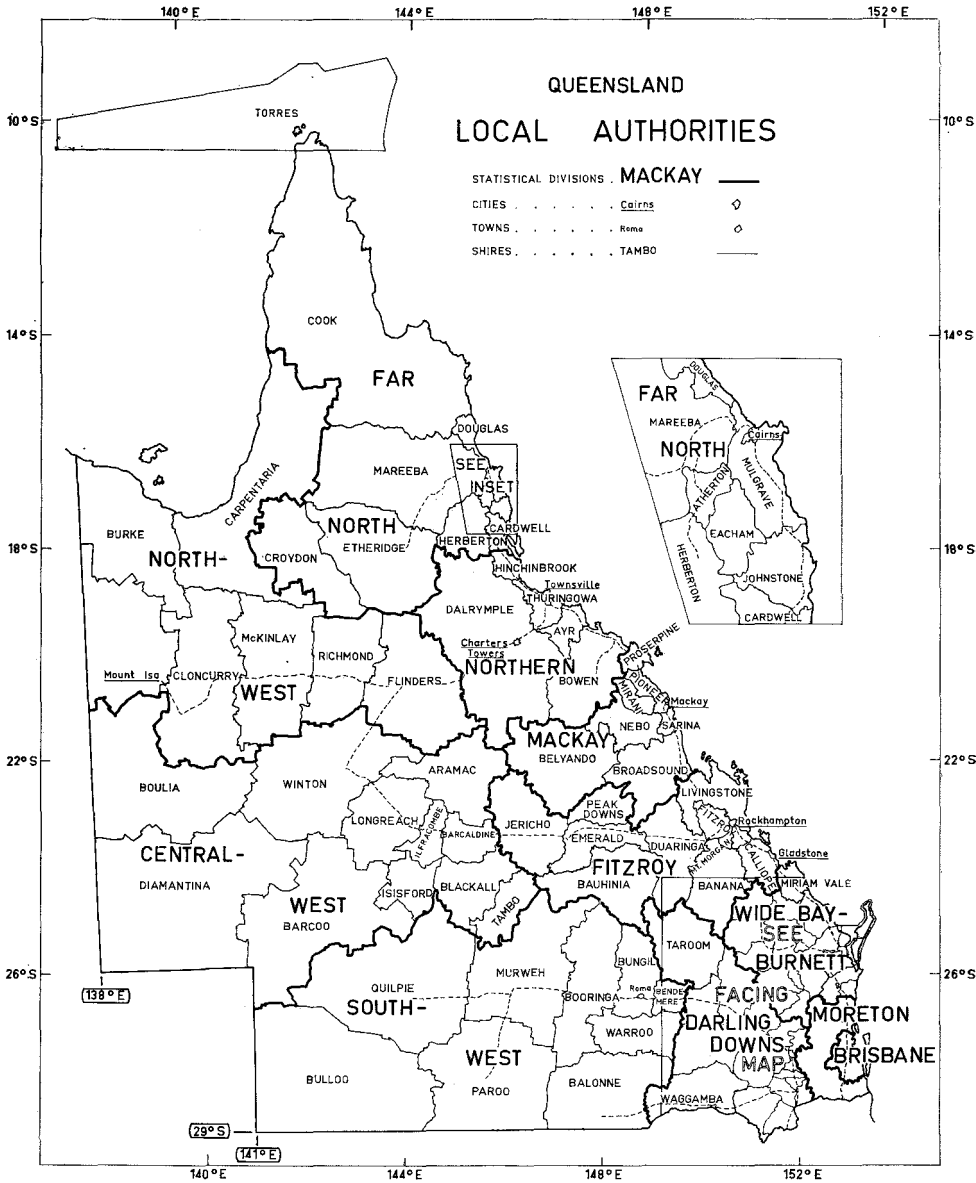 140°E 144°E 148°E 152°E
QUEENSLAND
LOCAL AUTHORITIES
STATISTICAL DIVISIONS . MACKAY
CITIES . . . . . . Cairns
TOWNS . . . . . . Roma
SHIRES . . . . . . TAMBO
10°S 10°S
14°S 14°S
18°S 18°S
22°S 22°S
26°S 26°S
TORRES
COOK
FAR
DOUGLAS
MAREEBA
SEE
INSET
CARPENTARIA
NORTH
ETHERIDGE
CROYDON
HERBERTON
CARDWELL
BURKE
NORTH-
HINCHINBROOK
Townsville
THURINGOWA
DALRYMPLE
AYR
Charters
Towers
NORTHERN
BOWEN
PROSERPINE
McKINLAY
RICHMOND
FLINDERS
Mount Isa
CLONCURRY
WEST
PIONEER
MIRANI
Mackay
NEBO
SARINA
MACKAY
BELYANDO
BROADSOUND
LIVINGSTONE
BOULIA
WINTON
ARAMAC
LONGREACH
ILFRACOMBE
BARCALDINE
JERICHO
PEAK
DOWNS
EMERALD
FITZROY
Rockhampton
DUARINGA
MT. MORGAN
CALLIOPE
Gladstone
MIRIAM VALE
CENTRAL-
DIAMANTINA
WEST
BARCOO
ISISFORD
BLACKALL
TAMBO
FITZROY
BAUHINIA
BANANA
WIDE BAY-
SEE
BURNETT
TAROOM
QUILPIE
SOUTH-
MURWEH
BUNGIL
BOORINGA
Roma
BENDE
MERE
FACING
WARROO
DARLING
DOWNS
MAP
MORETON
BRISBANE
WEST
BULLOO
PAROO
BALONNE
WAGGAMBA
138°E
29°S
141°E
FAR
DOUGLAS
MAREEBA
NORTH
Cairns
ATHERTON
MULGRAVE
EACHAM
HERBERTON
JOHNSTONE
CARDWELL
140°E 144°E 148°E 152°E